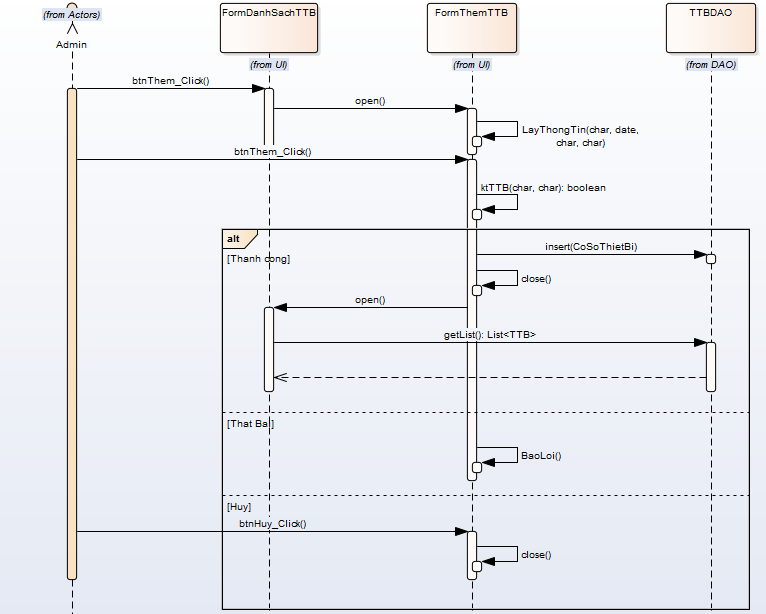 (from Actors)
Admin
FormDanhSachTTB
(from UI)
FormThemTTB
(from UI)
TTBDAO
(from DAO)
btnThem_Click()
open()
LayThongTin(char, date,
char, char)
btnThem_Click()
ktTTB(char, char): boolean
alt
[Thanh cong]
insert(CoSoThietBi)
close()
open()
getList(): List<TTB>
[That Bai]
BaoLoi()
[Huy]
btnHuy_Click()
close()